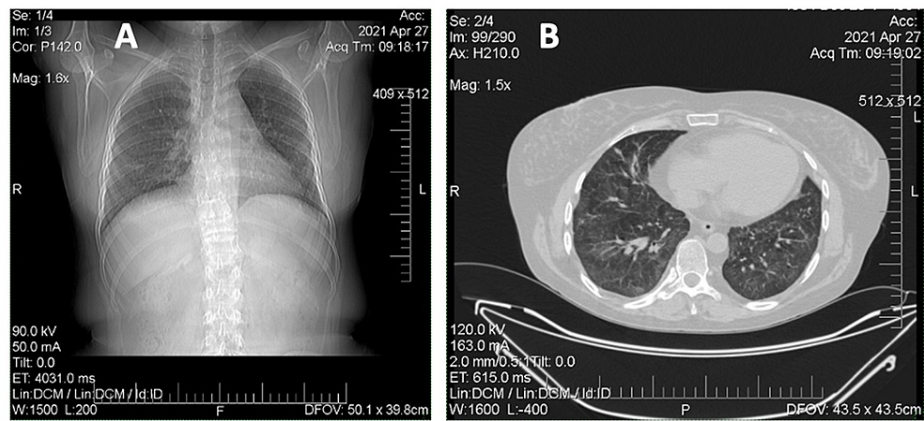 A
Se: 1/4
Im: 1/3
Cor: P142.0
Mag: 1.6x
Acc:
2021 Apr 27
Acq Tm: 09:18:17
409 x 512
R
L
90.0 kV
50.0 mA
Tilt: 0.0
ET: 4031.0 ms
Lin:DCM / Lin:DCM / Id:ID
W:1500 L:200
F
DFOV: 50.1 x 39.8cm
B
Se: 2/4
Im: 99/290
Ax: H210.0
Mag: 1.5x
Acc:
2021 Apr 27
Acq Tm: 09:19:02
512 x 512
L
R
L
120.0 kV
163.0 mA
2.0 mm/0.5:1Tilt: 0.0
ET: 615.0 ms
Lin:DCM / Lin:DCM / Id:ID
W:1600 L:-400
P
DFOV: 43.5 x 43.5cm